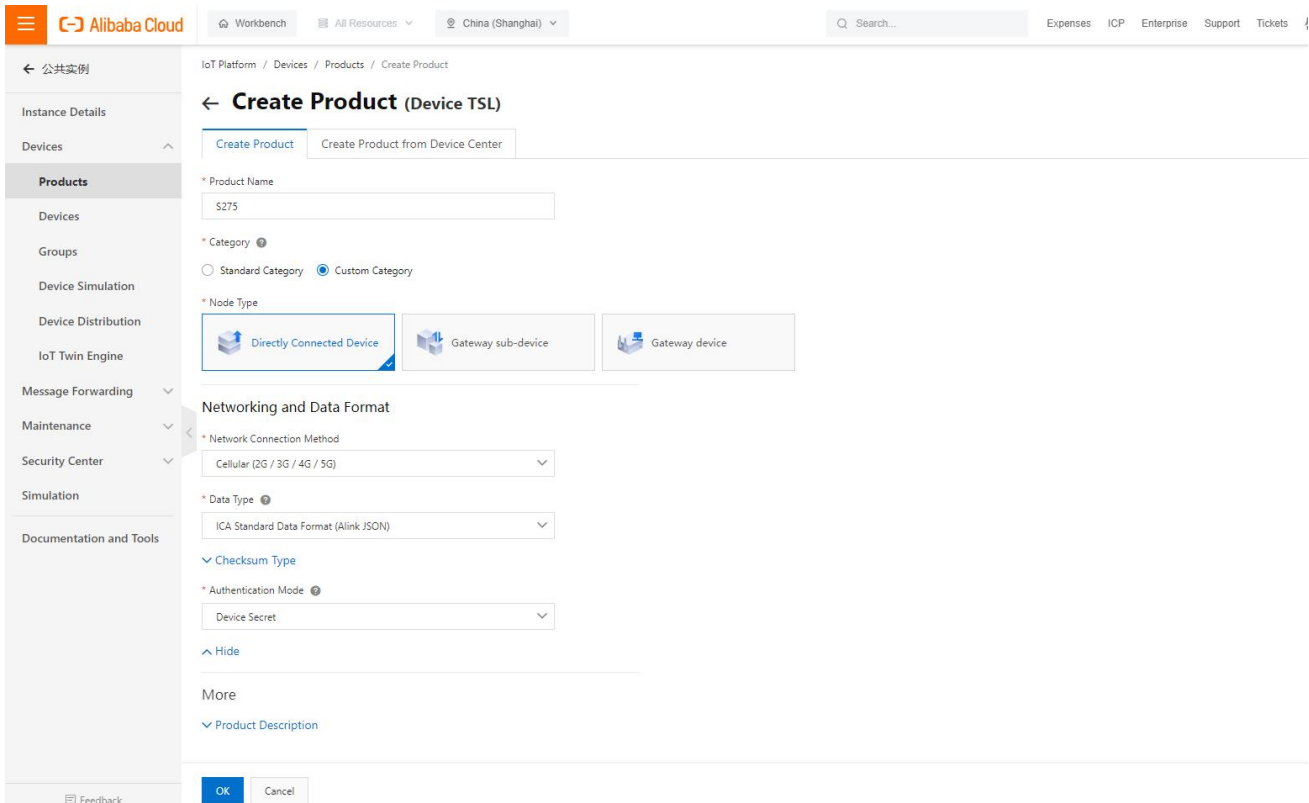 Alibaba Cloud
Workbench
All Resources
China (Shanghai)
Search...
Expenses ICP Enterprise Support Tickets
公共实例
Instance Details
Devices
Products
Devices
Groups
Device Simulation
Device Distribution
IoT Twin Engine
Message Forwarding
Maintenance
Security Center
Simulation
Documentation and Tools
Feedback
IoT Platform / Devices / Products / Create Product
Create Product (Device TSL)
Create Product Create Product from Device Center
* Product Name
S275
* Category
Standard Category Custom Category
* Node Type
Directly Connected Device Gateway sub-device Gateway device
Networking and Data Format
* Network Connection Method
Cellular (2G / 3G / 4G / 5G)
* Data Type
ICA Standard Data Format (Alink JSON)
Checksum Type
* Authentication Mode
Device Secret
Hide
More
Product Description
OK Cancel